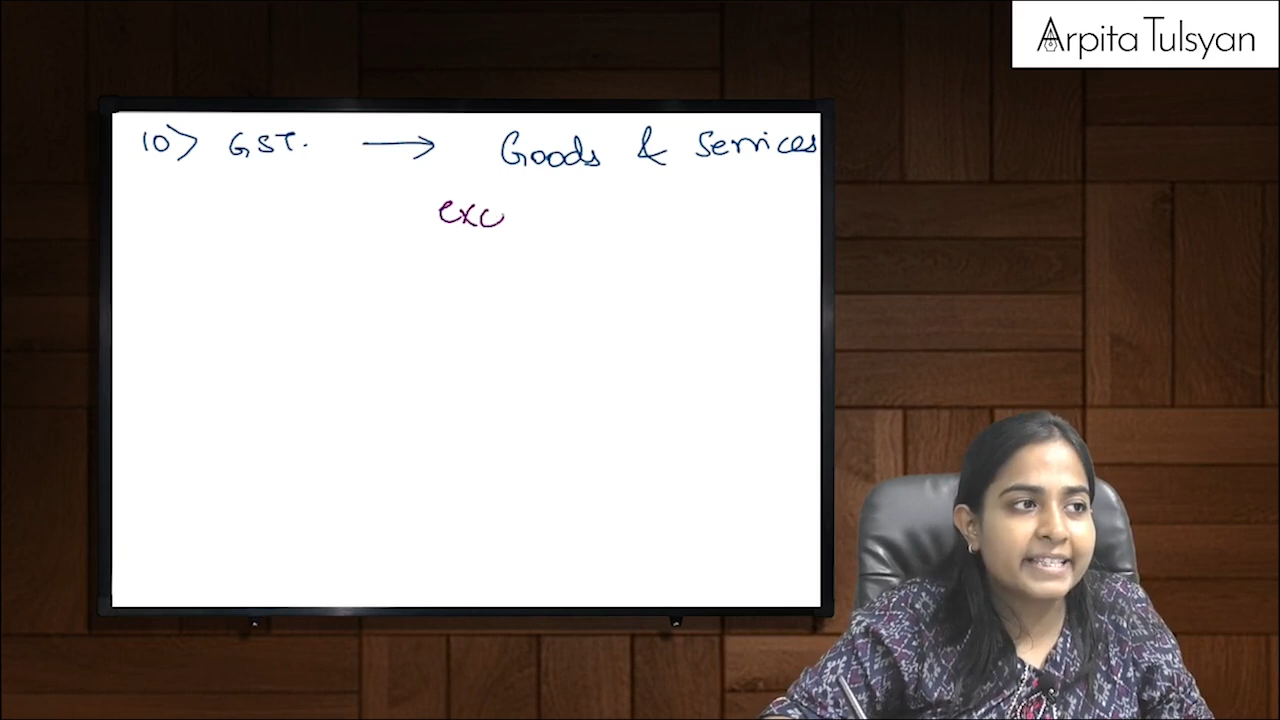 Arpita Tulsyan
10> GST. → Goods & Services
exc